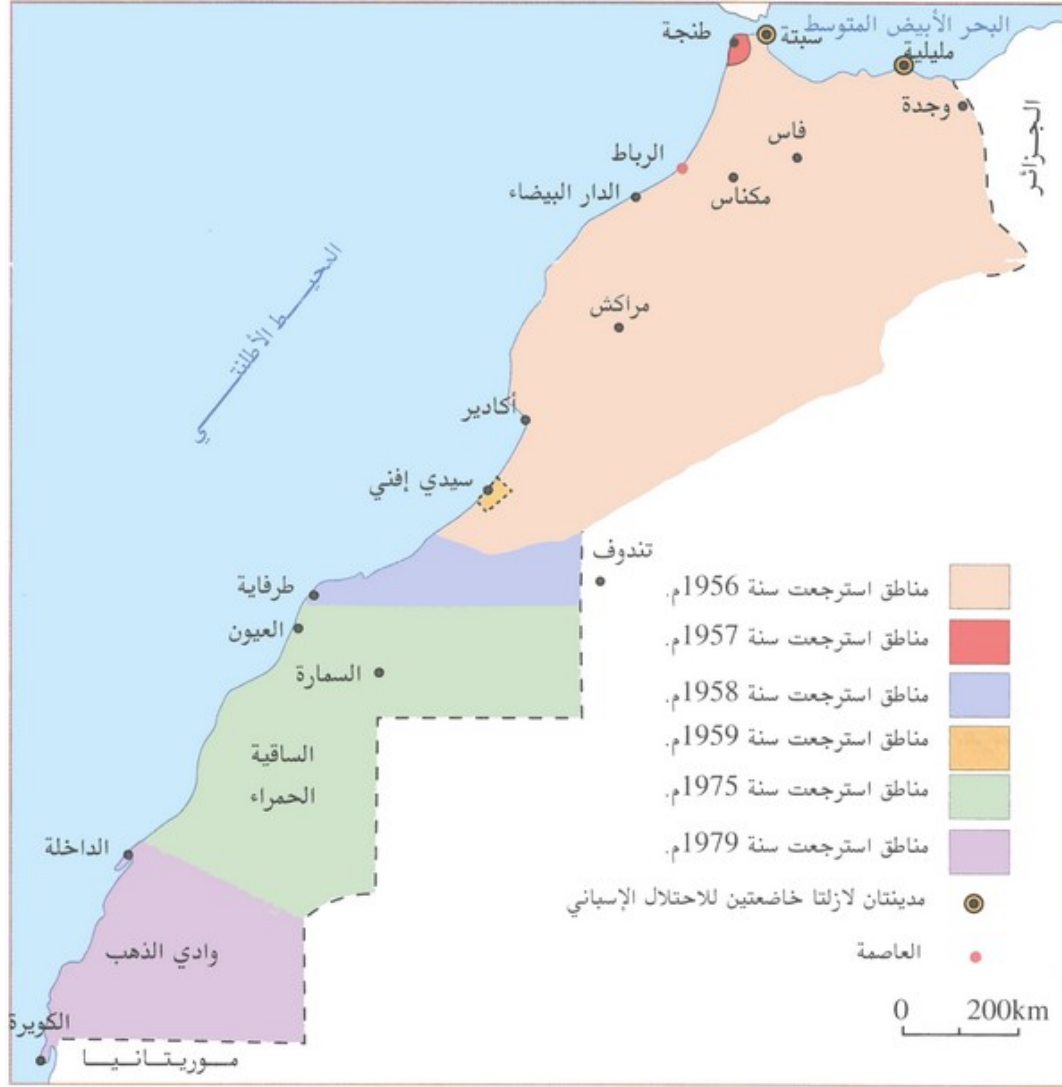 البحر الأبيض المتوسط
طنجة
سبتة
مليلية
وجدة
الجزائر
فاس
الرباط
مكناس
الدار البيضاء
المحيـــط الأطلنتــــي
مراكش
أكادير
سيدي إفني
تندوف
طرفاية
العيون
السمارة
الساقية
الحمراء
الداخلة
وادي الذهب
الكويرة
مـوريـتـانـيـــا
مناطق استرجعت سنة 1956م.
مناطق استرجعت سنة 1957م.
مناطق استرجعت سنة 1958م.
مناطق استرجعت سنة 1959م.
مناطق استرجعت سنة 1975م.
مناطق استرجعت سنة 1979م.
مدينتان لازلتا خاضعتين للاحتلال الإسباني
العاصمة
0 200km